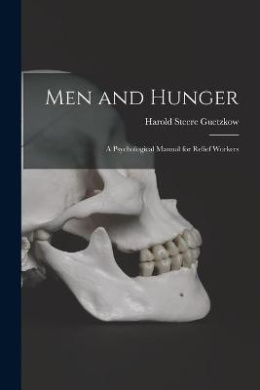 Men and Hunger
Harold Steere Guetzkow
A Psychological Manual for Relief Workers